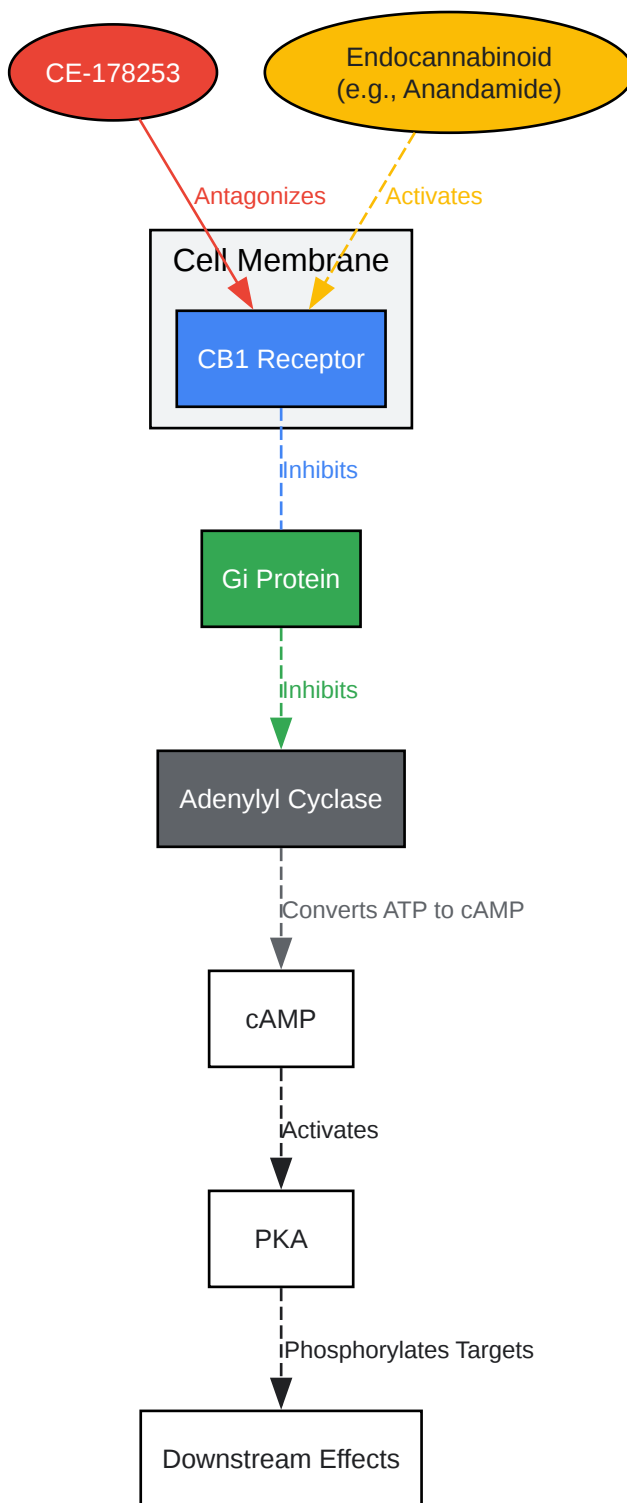 CE-178253
Endocannabinoid
(e.g., Anandamide)
Antagonizes
Activates
Cell Membrane
CB1 Receptor
Inhibits
Gi Protein
Inhibits
Adenylyl Cyclase
Converts ATP to cAMP
cAMP
Activates
PKA
Phosphorylates Targets
Downstream Effects